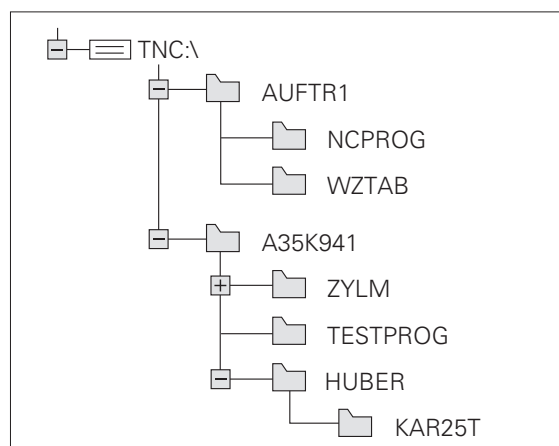 TNC:\
AUFTR1
NCPROG
WZTAB
A35K941
ZYLM
TESTPROG
HUBER
KAR25T